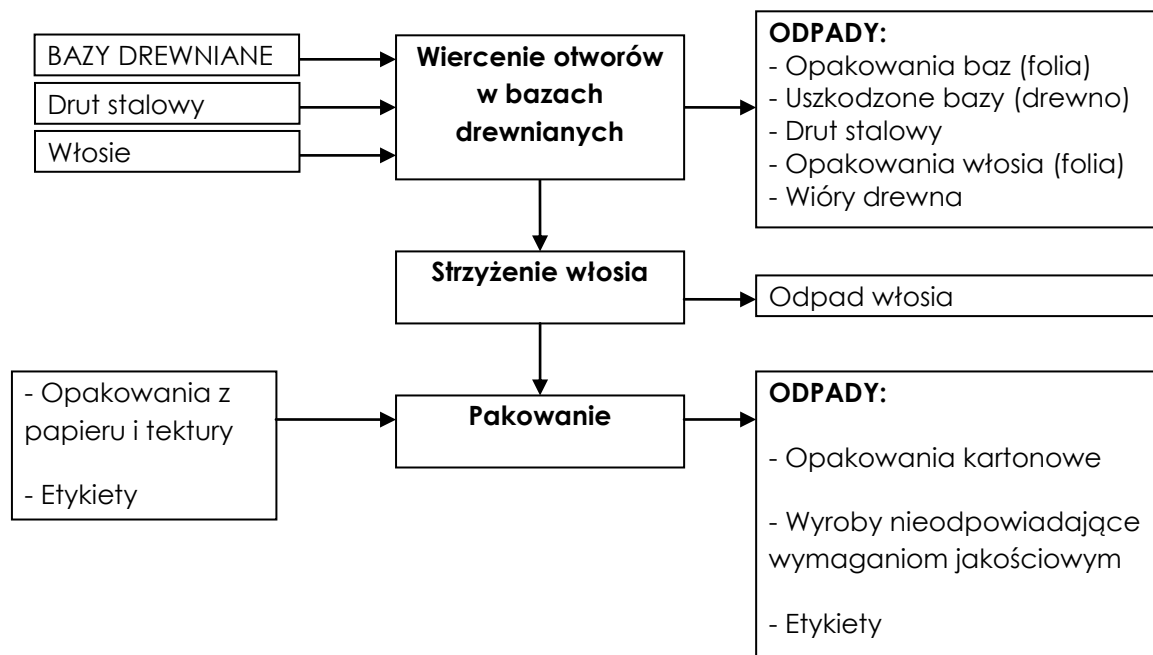 BAZY DREWNIANE
Drut stalowy
Włosie
Wiercenie otworów
w bazach
drewnianych
ODPADY:
- Opakowania baz (folia)
- Uszkodzone bazy (drewno)
- Drut stalowy
- Opakowania włosia (folia)
- Wióry drewna
Strzyżenie włosia
Odpad włosia
- Opakowania z
papieru i tektury
- Etykiety
Pakowanie
ODPADY:
- Opakowania kartonowe
- Wyroby nieodpowiadające
wymaganiom jakościowym
- Etykiety